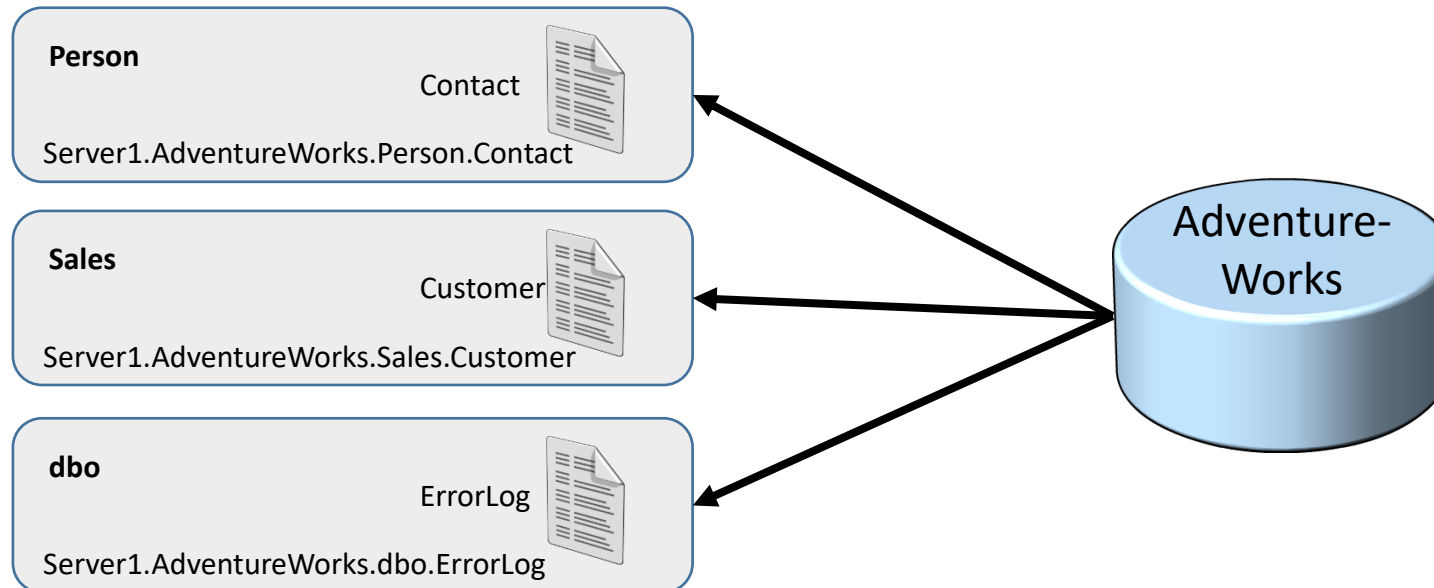 Person
Contact
Server1.AdventureWorks.Person.Contact
Sales
Customer
Server1.AdventureWorks.Sales.Customer
dbo
ErrorLog
Server1.AdventureWorks.dbo.ErrorLog
Adventure-
Works